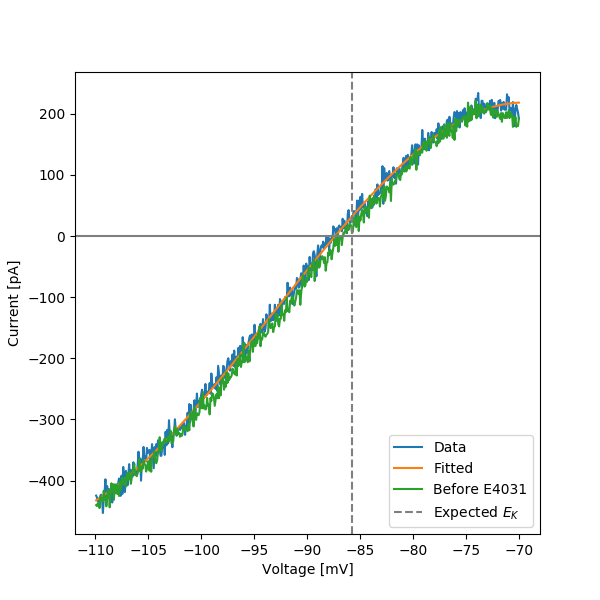 200
100
0
−100
−200
−300
−400
Current [pA]
−110 −105 −100 −95 −90 −85 −80 −75 −70
Voltage [mV]
Data
Fitted
Before E4031
Expected E_K